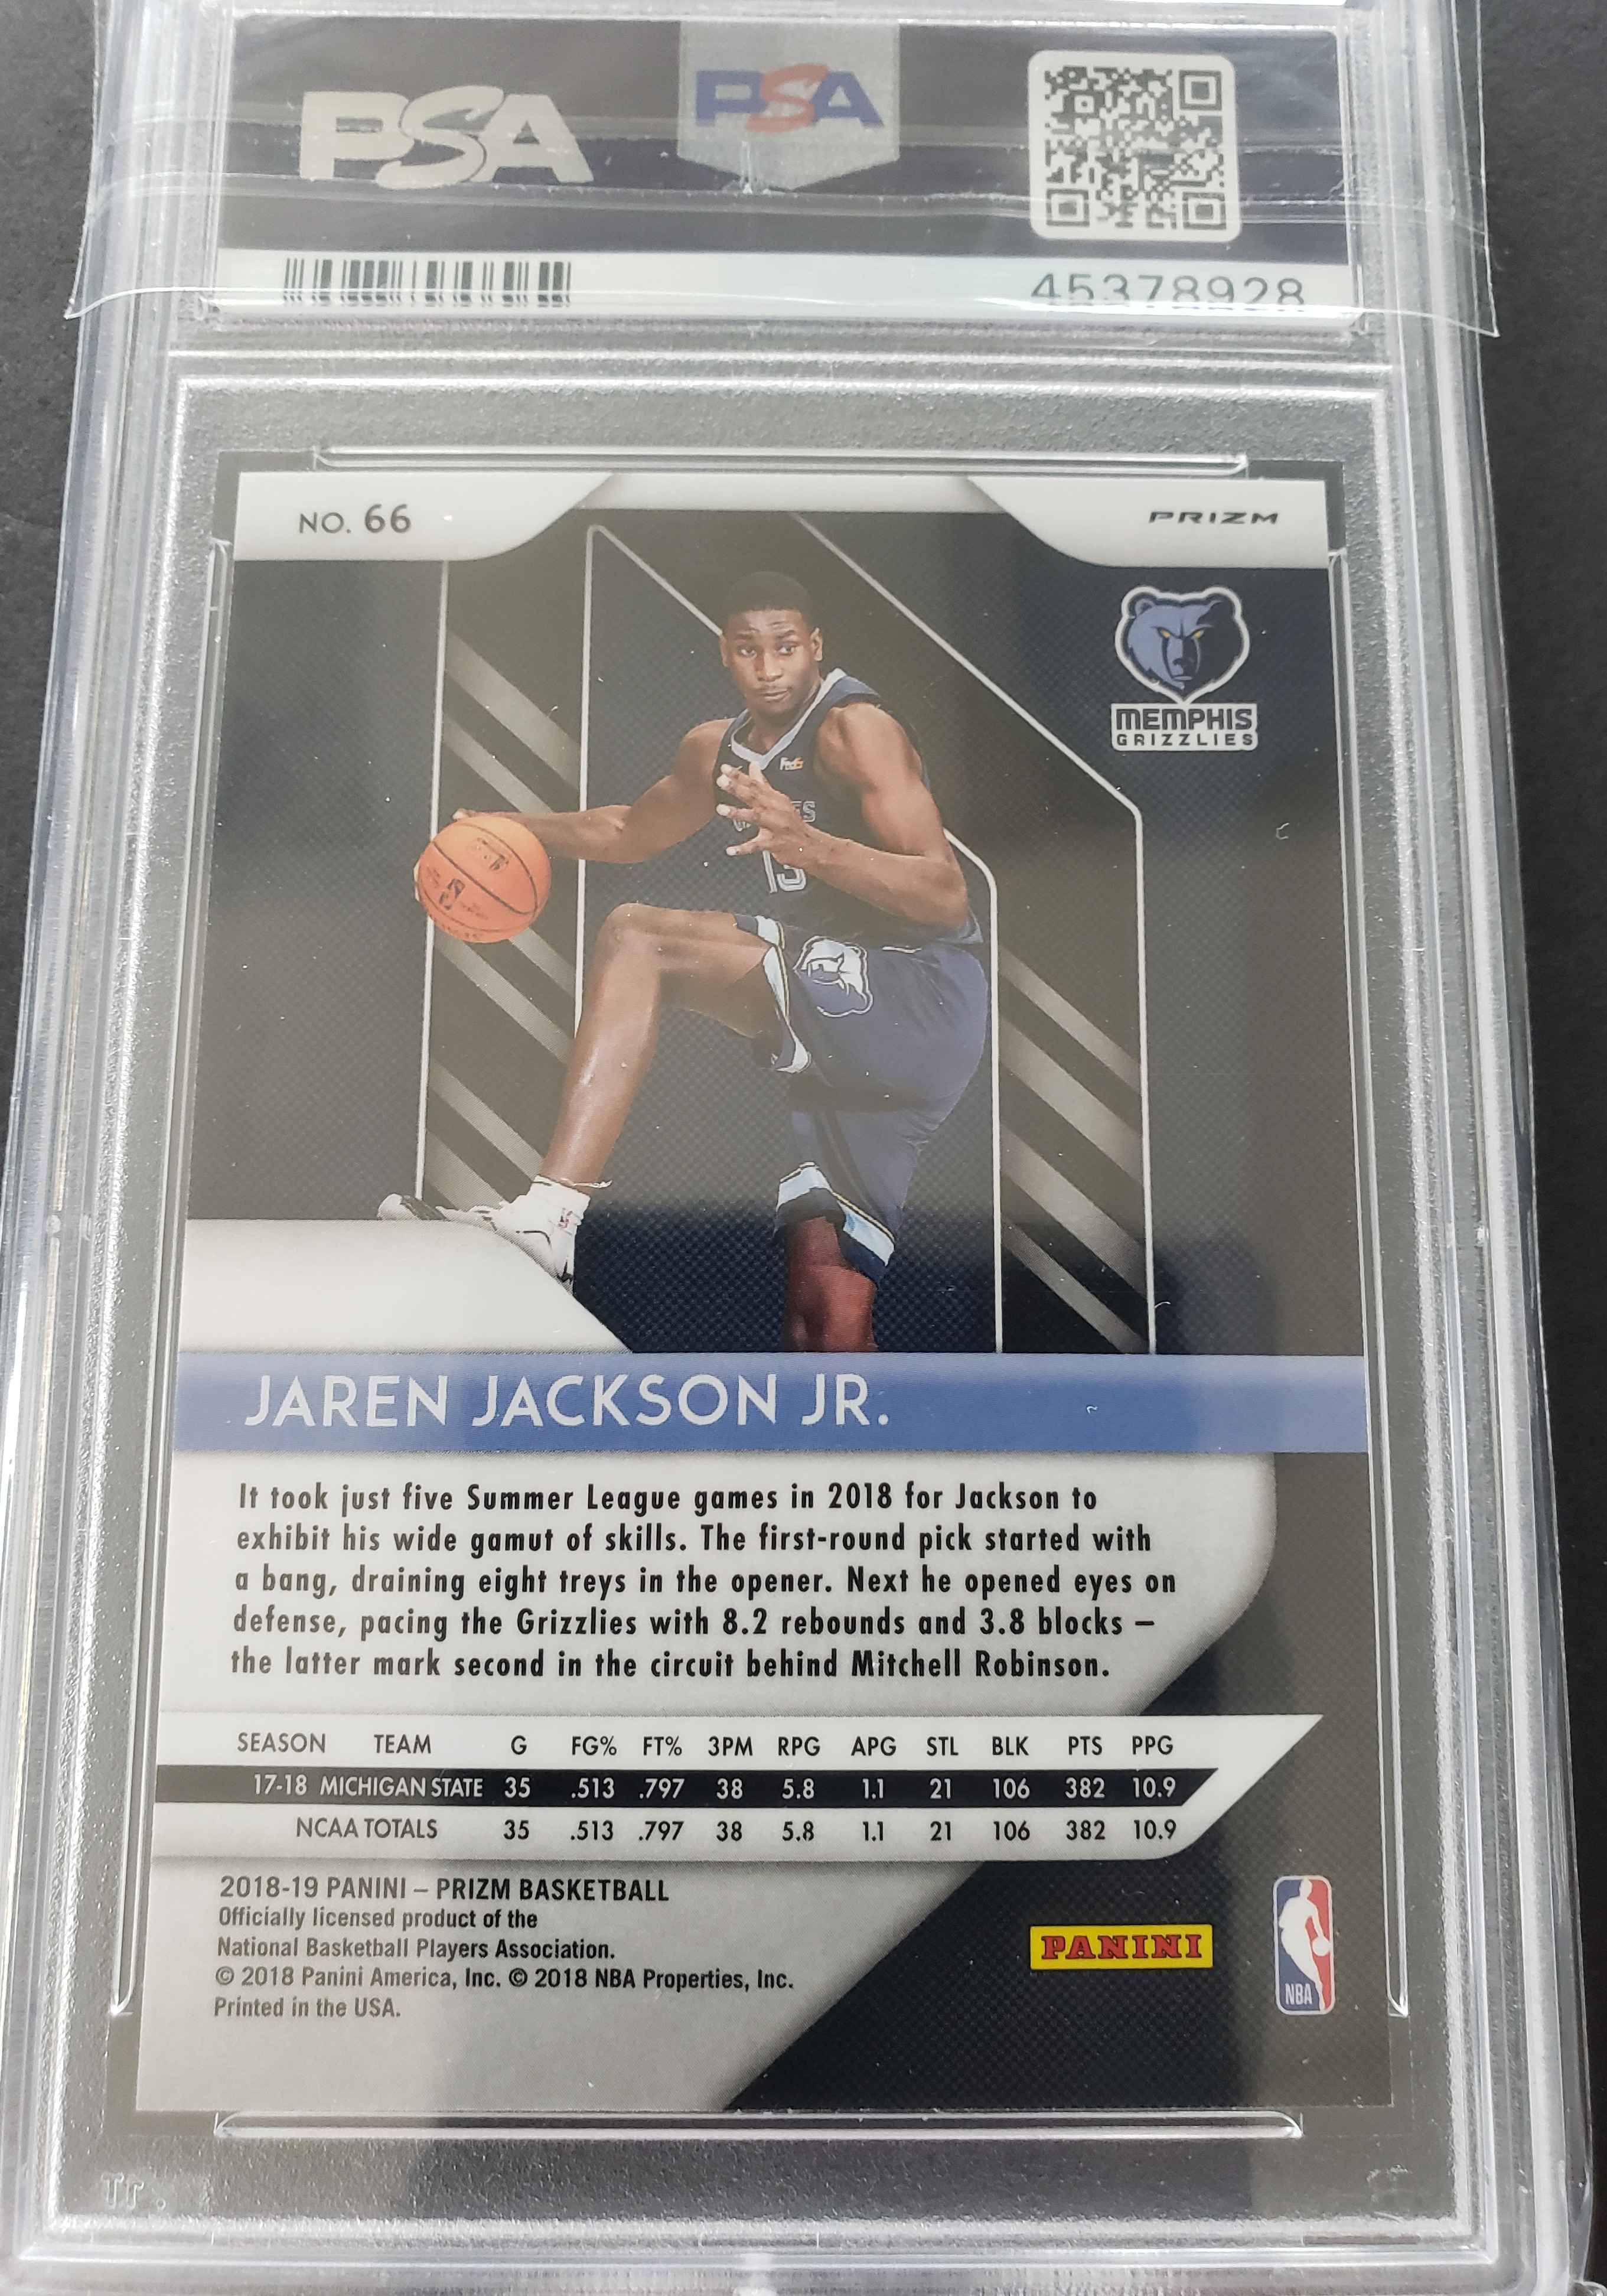 PSA PSA
45378928
NO. 66 PRIZM
MEMPHIS
GRIZZLIES
FedEx
13
JAREN JACKSON JR.
It took just five Summer League games in 2018 for Jackson to
exhibit his wide gamut of skills. The first-round pick started with
a bang, draining eight treys in the opener. Next he opened eyes on
defense, pacing the Grizzlies with 8.2 rebounds and 3.8 blocks –
the latter mark second in the circuit behind Mitchell Robinson.
SEASON TEAM G FG% FT% 3PM RPG APG STL BLK PTS PPG
17-18 MICHIGAN STATE 35 .513 .797 38 5.8 1.1 21 106 382 10.9
NCAA TOTALS 35 .513 .797 38 5.8 1.1 21 106 382 10.9
2018-19 PANINI – PRIZM BASKETBALL
Officially licensed product of the
National Basketball Players Association.
© 2018 Panini America, Inc. © 2018 NBA Properties, Inc.
Printed in the USA.
PANINI
NBA